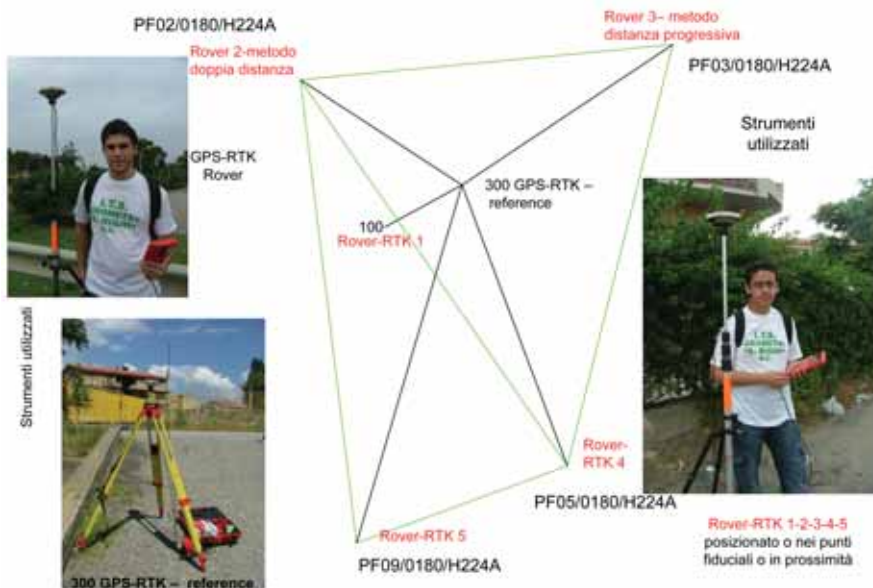 PF02/0180/H224A
Rover 2-metodo
doppia distanza
Rover 3– metodo
distanza progressiva
PF03/0180/H224A
GPS-RTK
Rover
Strumenti
utilizzati
300 GPS-RTK –
reference
100
Rover-RTK 1
Strumenti utilizzati
I.T.S.
Rover-
RTK 4
PF05/0180/H224A
Rover-RTK 5
PF09/0180/H224A
300 GPS-RTK – reference
Rover-RTK 1-2-3-4-5
posizionato o nei punti
fiduciali o in prossimità